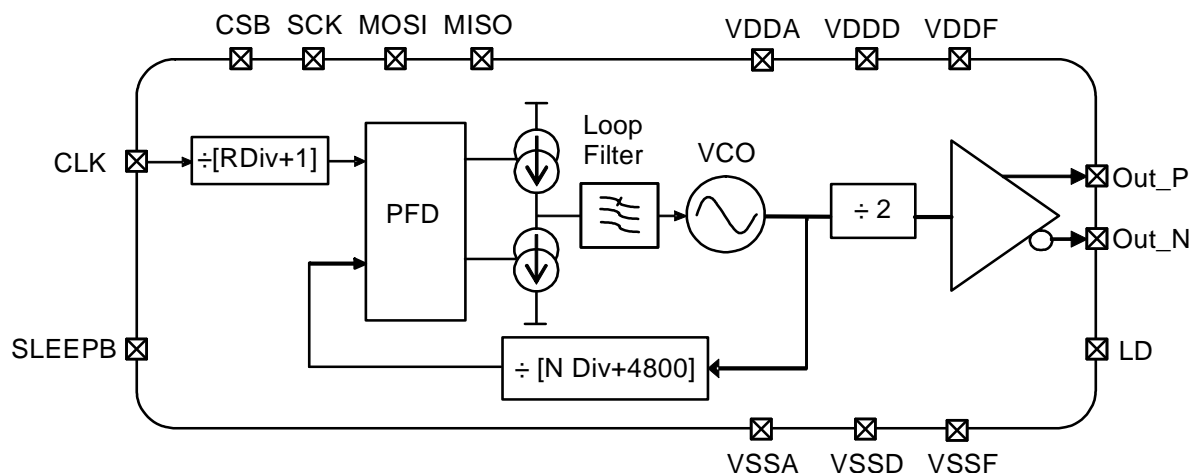 CSB SCK MOSI MISO VDDA VDDD VDDF
CLK
÷[RDiv+1]
PFD
Loop
Filter
VCO
÷ 2
Out_P
Out_N
SLEEPB
÷ [N Div+4800]
LD
VSSA VSSD VSSF